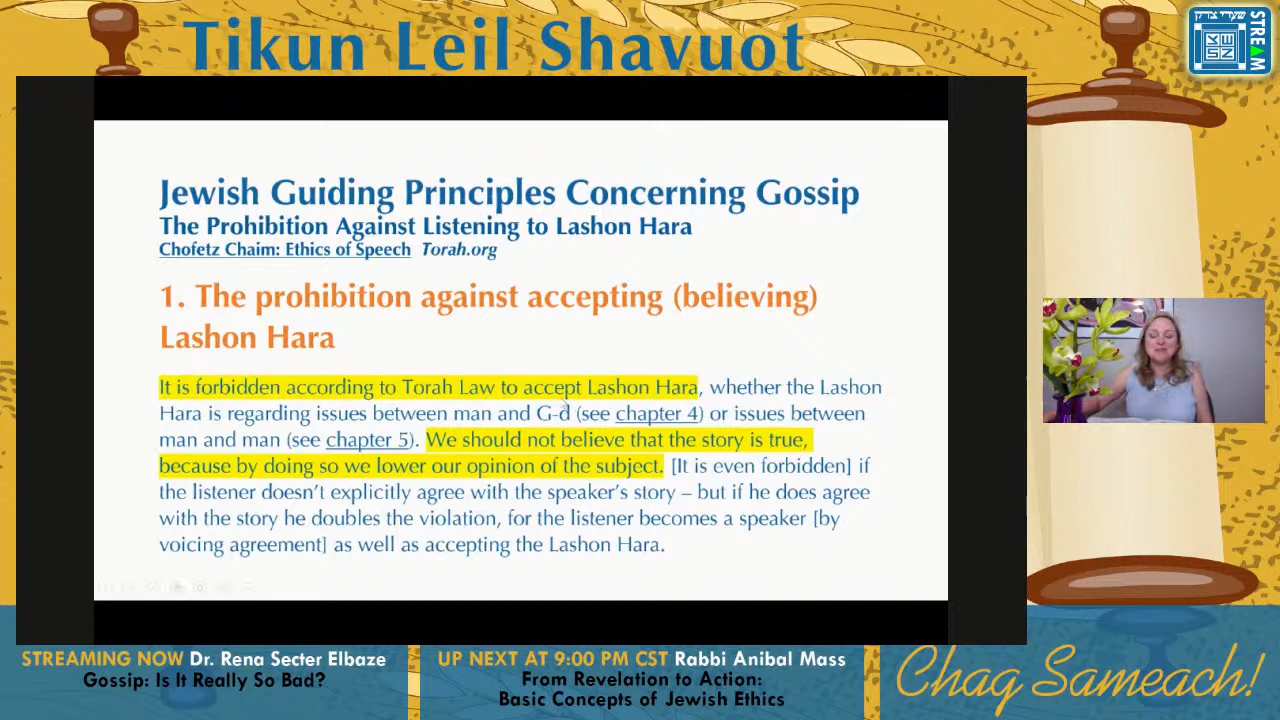 Tikun Leil Shavuot
שערי צדק
STREAM
Jewish Guiding Principles Concerning Gossip
The Prohibition Against Listening to Lashon Hara
Chofetz Chaim: Ethics of Speech Torah.org
1. The prohibition against accepting (believing)
Lashon Hara
It is forbidden according to Torah Law to accept Lashon Hara, whether the Lashon
Hara is regarding issues between man and G-d (see chapter 4) or issues between
man and man (see chapter 5). We should not believe that the story is true,
because by doing so we lower our opinion of the subject. [It is even forbidden] if
the listener doesn’t explicitly agree with the speaker’s story – but if he does agree
with the story he doubles the violation, for the listener becomes a speaker [by
voicing agreement] as well as accepting the Lashon Hara.
STREAMING NOW Dr. Rena Secter Elbaze
Gossip: Is It Really So Bad?
UP NEXT AT 9:00 PM CST Rabbi Anibal Mass
From Revelation to Action:
Basic Concepts of Jewish Ethics
Chag Sameach!